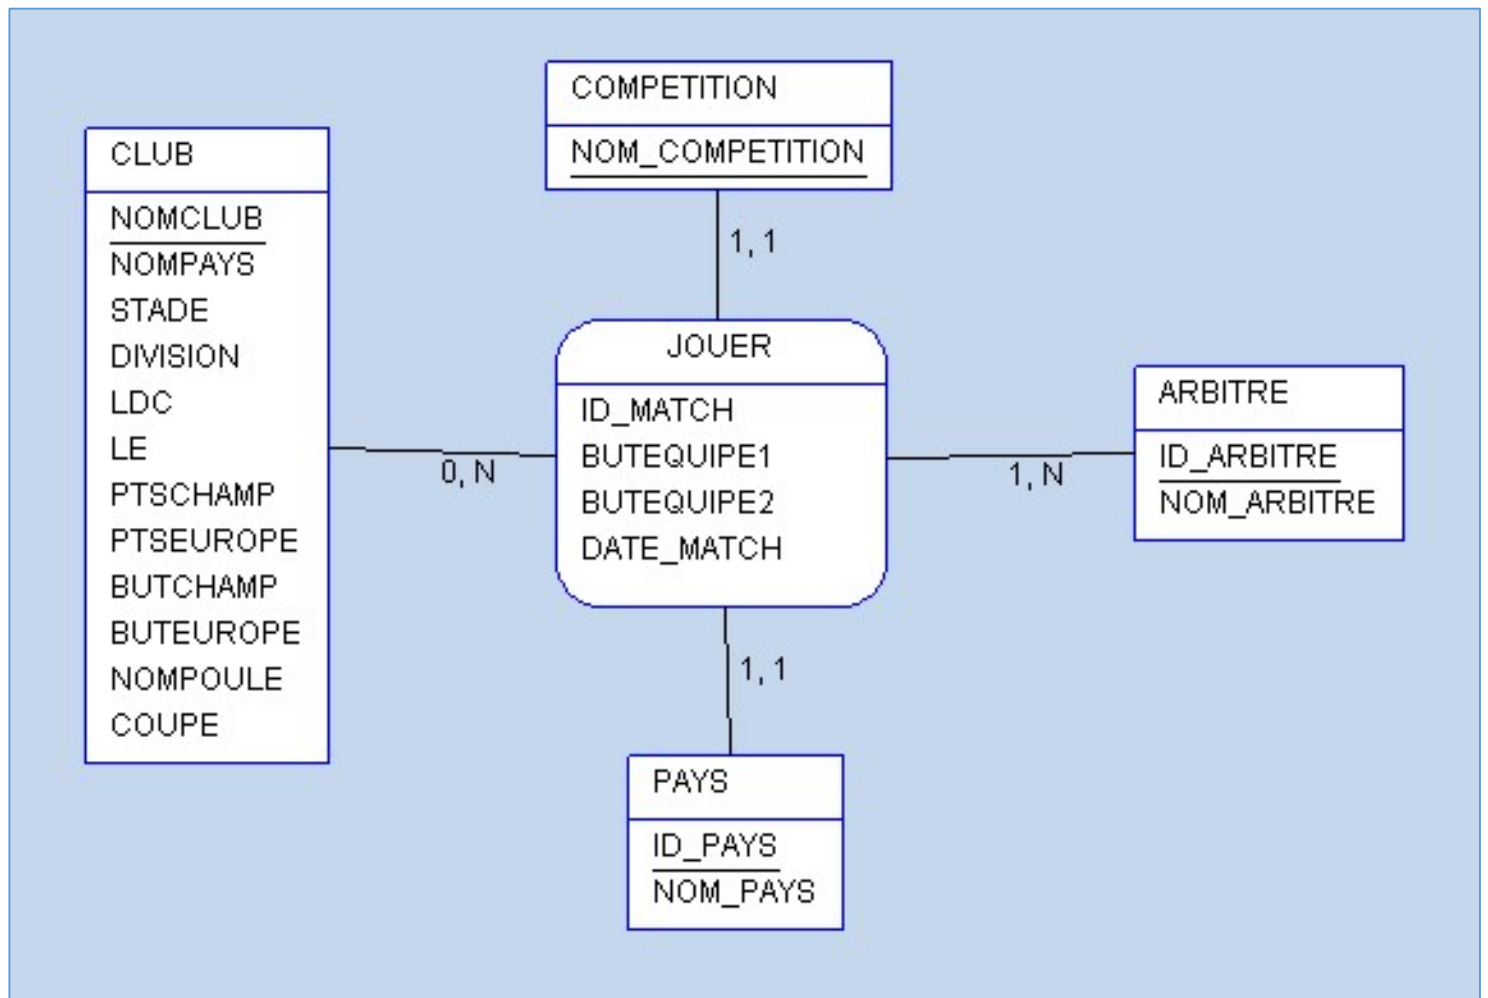 COMPETITION
NOM_COMPETITION
1, 1
CLUB
NOMCLUB
NOMPAYS
STADE
DIVISION
LDC
LE
PTSCHAMP
PTSEUROPE
BUTCHAMP
BUTEUROPE
NOMPOULE
COUPE
0, N
JOUER
ID_MATCH
BUTEQUIPE1
BUTEQUIPE2
DATE_MATCH
1, N
ARBITRE
ID_ARBITRE
NOM_ARBITRE
1, 1
PAYS
ID_PAYS
NOM_PAYS